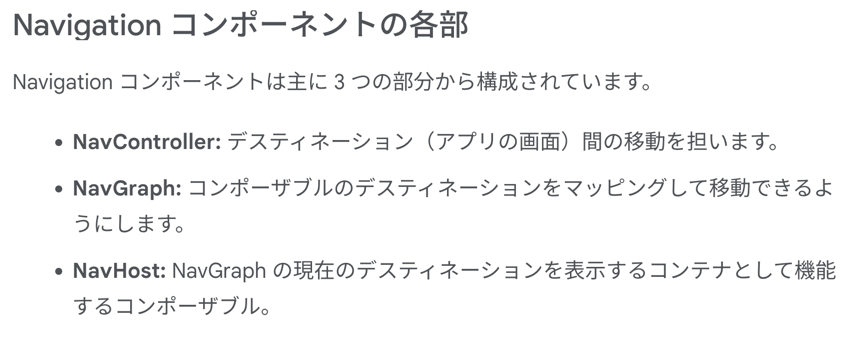 Navigation コンポーネントの各部
Navigation コンポーネントは主に 3 つの部分から構成されています。
• NavController: デスティネーション（アプリの画面）間の移動を担います。
• NavGraph: コンポーザブルのデスティネーションをマッピングして移動できるよ
うにします。
• NavHost: NavGraph の現在のデスティネーションを表示するコンテナとして機能
するコンポーザブル。